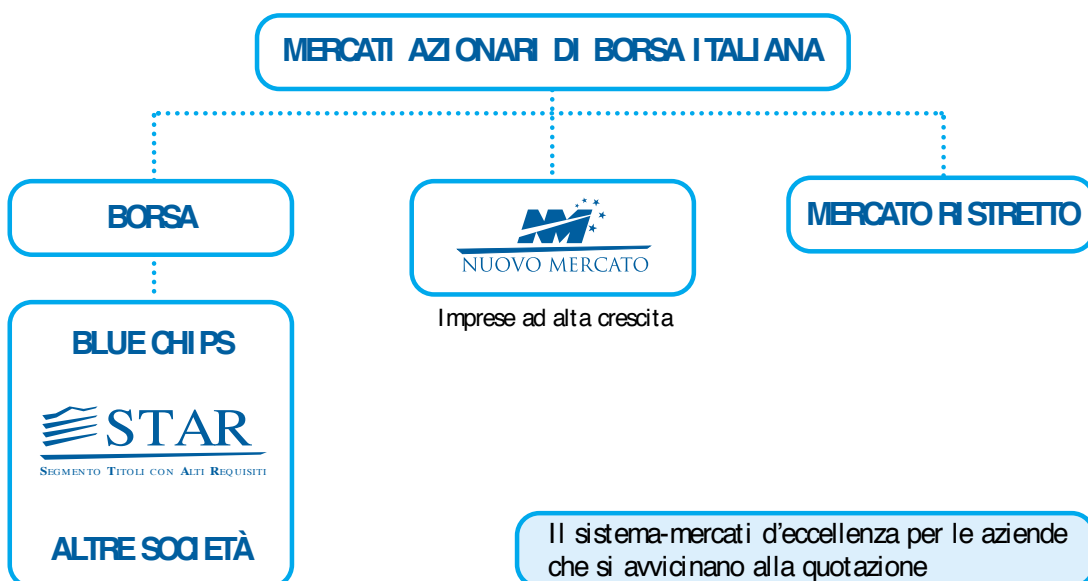 MERCATI AZIONARI DI BORSA ITALIANA
BORSA
NM
NUOVO MERCATO
MERCATO RISTRETTO
Imprese ad alta crescita
BLUE CHIPS
STAR
SEGMENTO TITOLI CON ALTI REQUISITI
ALTRE SOCIETÀ
Il sistema-mercati d'eccellenza per le aziende
che si avvicinano alla quotazione